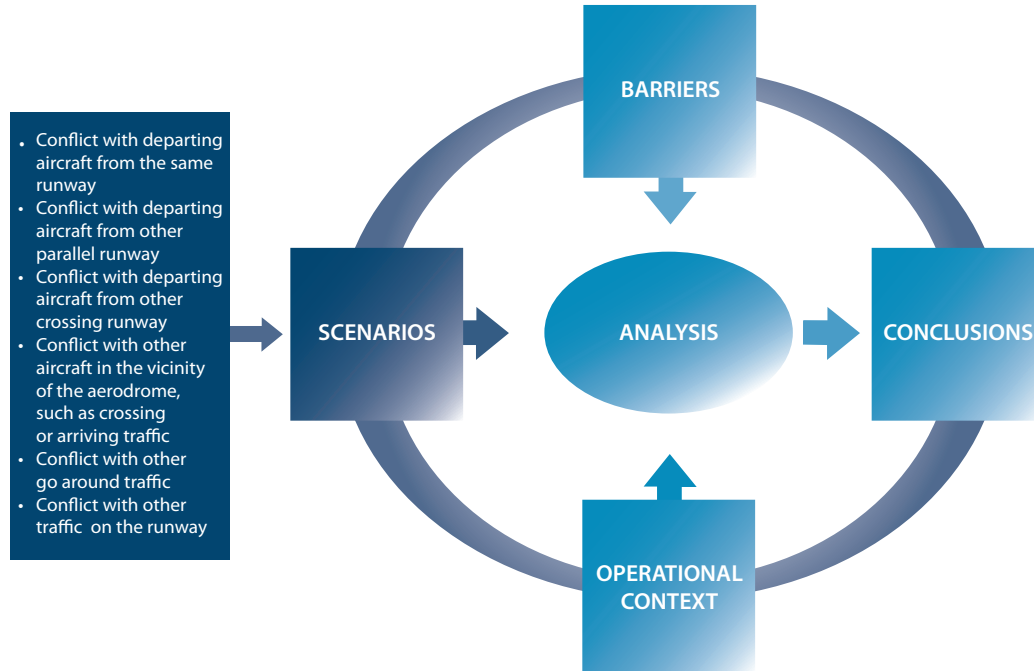 • Conflict with departing
aircraft from the same
runway
• Conflict with departing
aircraft from other
parallel runway
• Conflict with departing
aircraft from other
crossing runway
• Conflict with other
aircraft in the vicinity
of the aerodrome,
such as crossing
or arriving traffic
• Conflict with other
go around traffic
• Conflict with other
traffic on the runway
SCENARIOS
BARRIERS
ANALYSIS
OPERATIONAL
CONTEXT
CONCLUSIONS